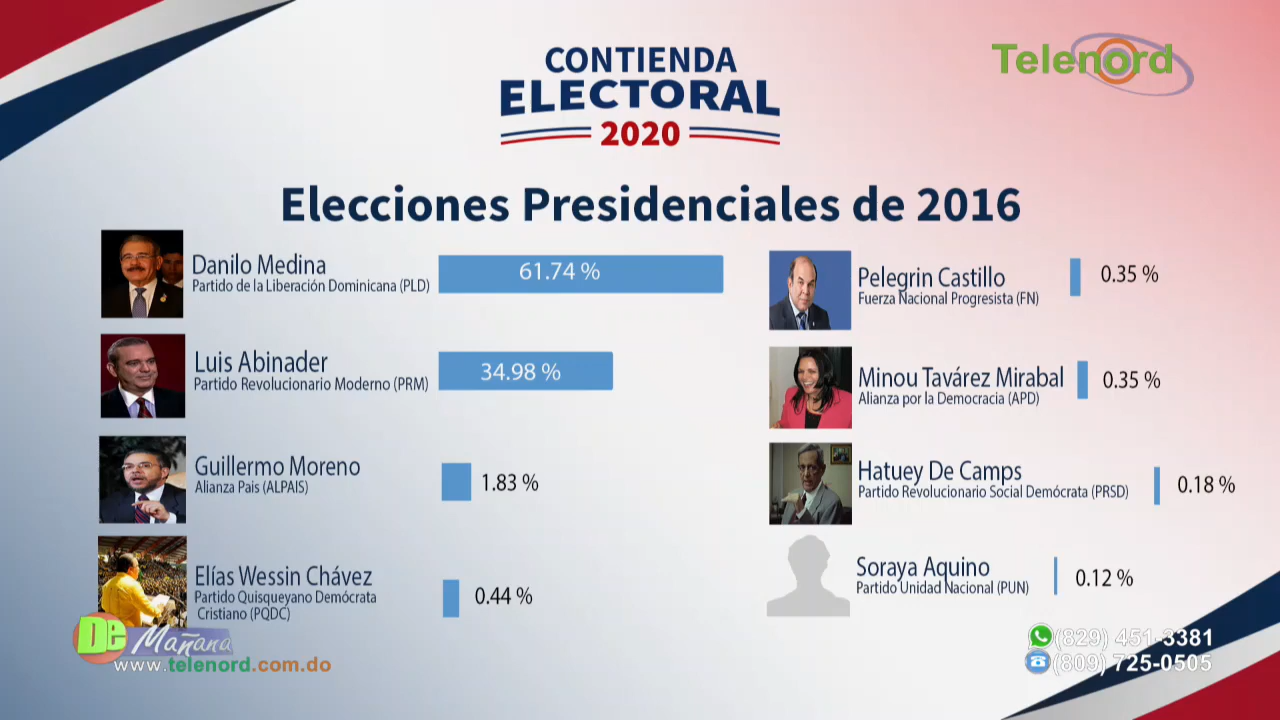 CONTIENDA
ELECTORAL
2020
Telenord
Elecciones Presidenciales de 2016
Danilo Medina
Partido de la Liberación Dominicana (PLD)
61.74 %
Luis Abinader
Partido Revolucionario Moderno (PRM)
34.98 %
Guillermo Moreno
Alianza Pais (ALPAIS)
1.83 %
Elías Wessin Chávez
Partido Quisqueyano Demócrata
Cristiano (PQDC)
0.44 %
Pelegrin Castillo
Fuerza Nacional Progresista (FN)
0.35 %
Minou Tavárez Mirabal
Alianza por la Democracia (APD)
0.35 %
Hatuey De Camps
Partido Revolucionario Social Demócrata (PRSD)
0.18 %
Soraya Aquino
Partido Unidad Nacional (PUN)
0.12 %
De Mañana
www.telenord.com.do
(829) 451-3381
(809) 725-0505